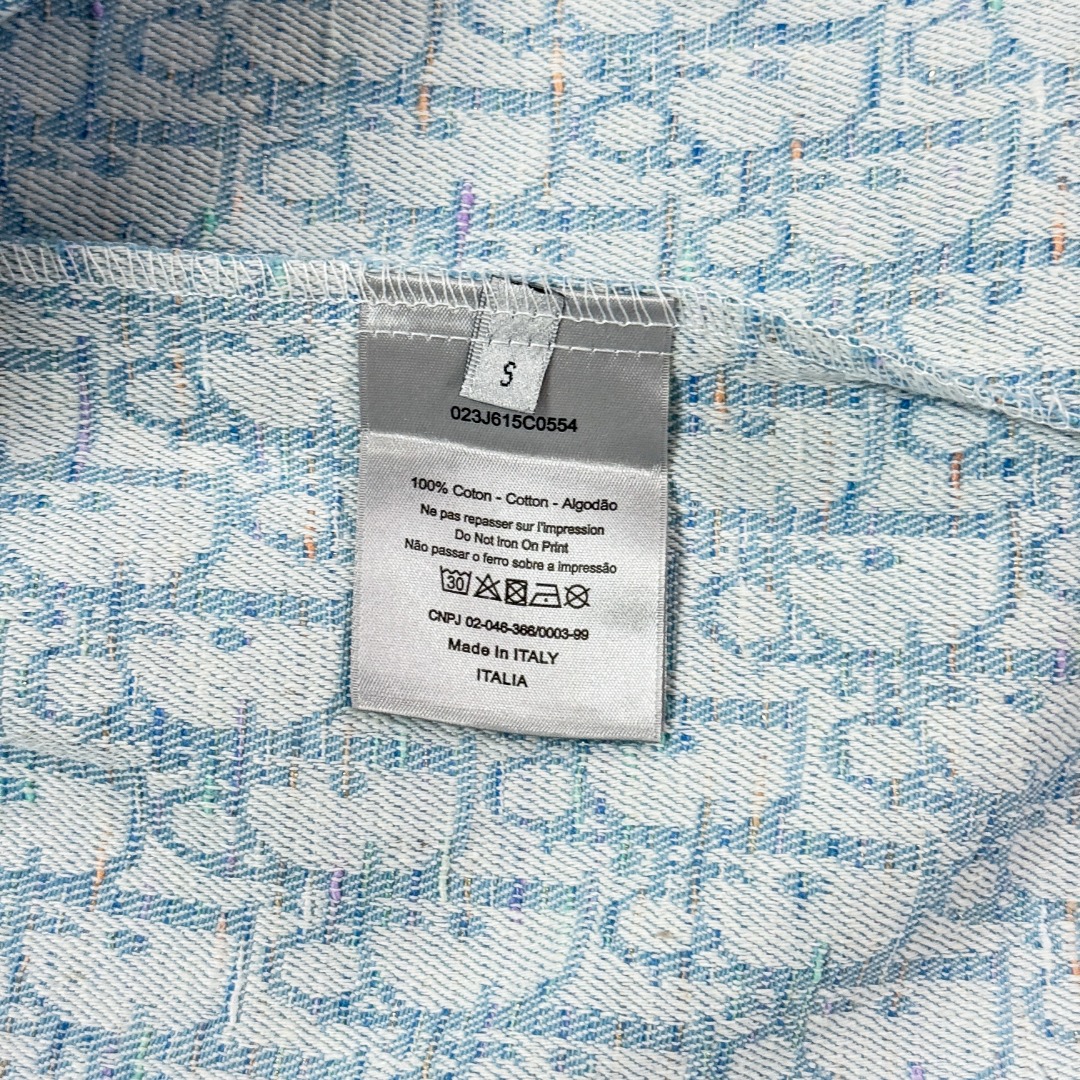 S
023J615C0554
100% Coton - Cotton - Algodão
Ne pas repasser sur l'impression
Do Not Iron On Print
Não passar o ferro sobre a impressão
30
CNPJ 02-046-366/0003-99
Made In ITALY
ITALIA